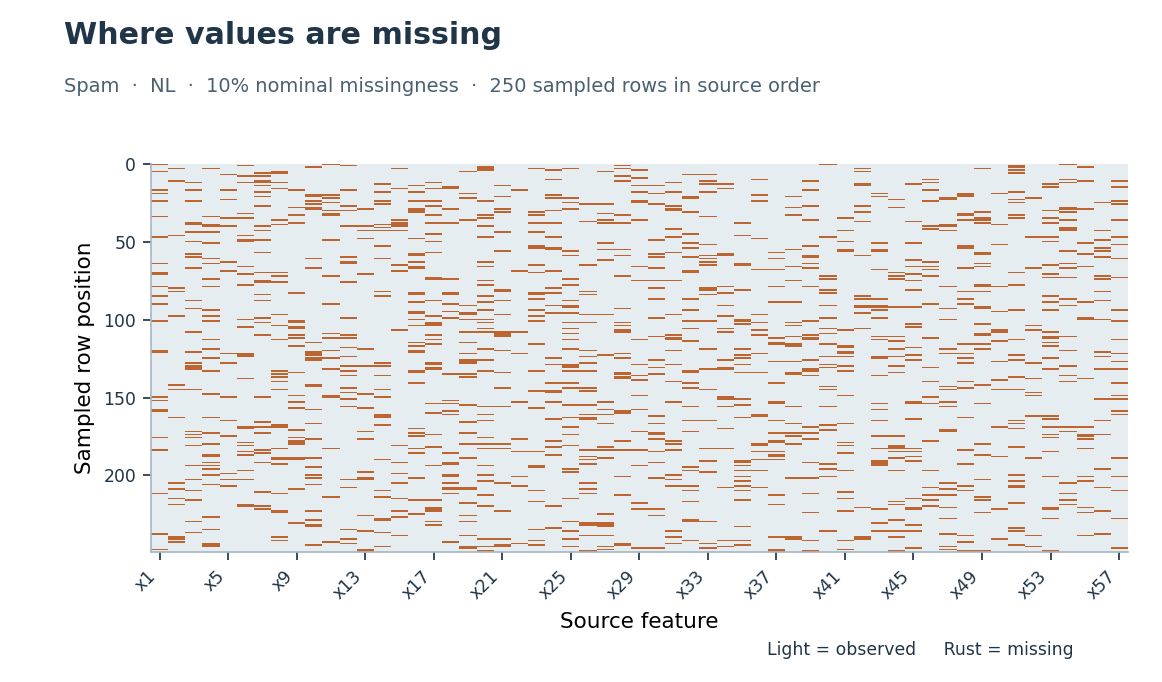 Where values are missing
Spam · NL · 10% nominal missingness · 250 sampled rows in source order
Sampled row position
0
50
100
150
200
x1 x5 x9 x13 x17 x21 x25 x29 x33 x37 x41 x45 x49 x53 x57
Source feature
Light = observed Rust = missing